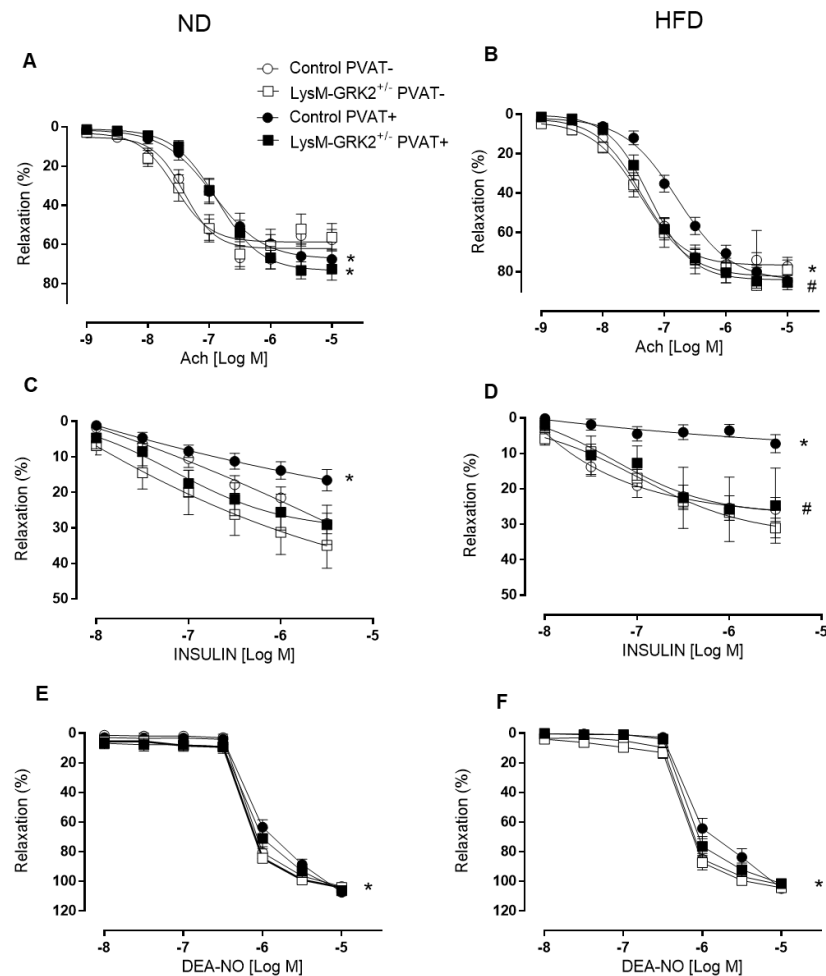 ND
HFD
A
B
Control PVAT-
LysM-GRK2+/- PVAT-
Control PVAT+
LysM-GRK2+/- PVAT+
Relaxation (%)
0
20
40
60
80
*
*
-9 -8 -7 -6 -5
Ach [Log M]
Relaxation (%)
0
20
40
60
80
*
#
-9 -8 -7 -6 -5
Ach [Log M]
C
D
Relaxation (%)
0
10
20
30
40
50
*
-8 -7 -6 -5
INSULIN [Log M]
Relaxation (%)
0
10
20
30
40
50
*
#
-8 -7 -6 -5
INSULIN [Log M]
E
F
Relaxation (%)
0
20
40
60
80
100
120
*
-8 -7 -6 -5
DEA-NO [Log M]
Relaxation (%)
0
20
40
60
80
100
120
*
-8 -7 -6 -5
DEA-NO [Log M]